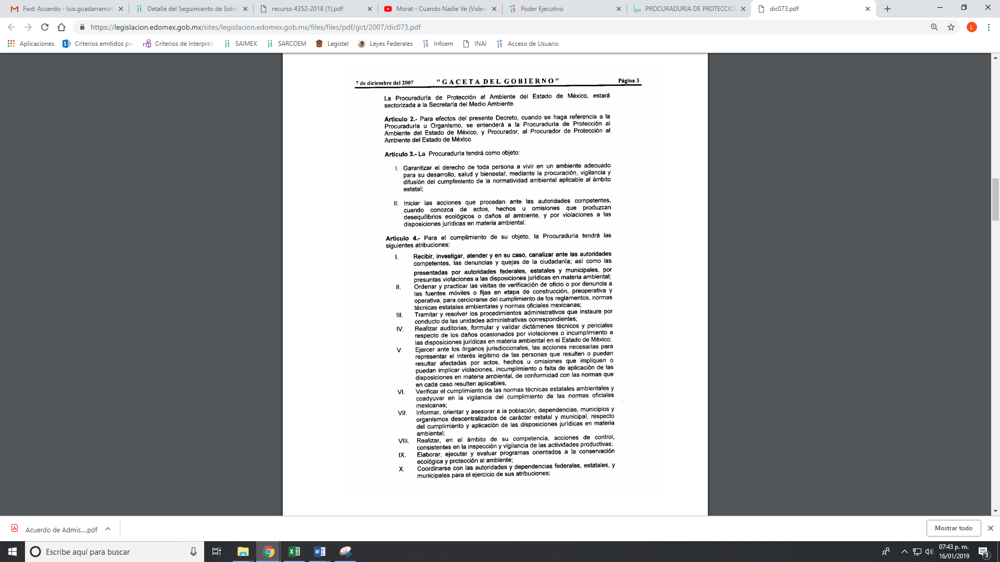 Fwd: Acuerdo - luis.guadarrama@
Detalle del Seguimiento de Solici
recurso 4352-2018 (1).pdf
Morat - Cuando Nadie Ve (Video
Poder Ejecutivo
PROCURADURIA DE PROTECCION
dic073.pdf
https://legislacion.edomex.gob.mx/sites/legislacion.edomex.gob.mx/files/files/pdf/gct/2007/dic073.pdf
L
Aplicaciones
Criterios emitidos po
Criterios de Interpret
SAIMEX
SARCOEM
Legistel
Leyes Federales
Infoem
INAI
Acceso de Usuario
7 de diciembre del 2007 "GACETA DEL GOBIERNO" Página 3
La Procuraduría de Protección al Ambiente del Estado de México, estará
sectorizada a la Secretaría del Medio Ambiente.
Artículo 2.- Para efectos del presente Decreto, cuando se haga referencia a la
Procuraduría u Organismo, se entenderá a la Procuraduría de Protección al
Ambiente del Estado de México, y Procurador, al Procurador de Protección al
Ambiente del Estado de México.
Artículo 3.- La Procuraduría tendrá como objeto:
I. Garantizar el derecho de toda persona a vivir en un ambiente adecuado
para su desarrollo, salud y bienestar, mediante la procuración, vigilancia y
difusión del cumplimiento de la normatividad ambiental aplicable al ámbito
estatal;
II. Iniciar las acciones que procedan ante las autoridades competentes,
cuando conozca de actos, hechos u omisiones que produzcan
desequilibrios ecológicos o daños al ambiente, y por violaciones a las
disposiciones jurídicas en materia ambiental.
Artículo 4.- Para el cumplimiento de su objeto, la Procuraduría tendrá las
siguientes atribuciones:
I. Recibir, investigar, atender y en su caso, canalizar ante las autoridades
competentes, las denuncias y quejas de la ciudadanía; así como las
presentadas por autoridades federales, estatales y municipales, por
presuntas violaciones a las disposiciones jurídicas en materia ambiental;
II. Ordenar y practicar las visitas de verificación de oficio o por denuncia a
las fuentes móviles o fijas en etapa de construcción, preoperativa y
operativa, para cerciorarse del cumplimiento de los reglamentos, normas
técnicas estatales ambientales y normas oficiales mexicanas;
III. Tramitar y resolver los procedimientos administrativos que instaure por
conducto de las unidades administrativas correspondientes;
IV. Realizar auditorias, formular y validar dictámenes técnicos y periciales
respecto de los daños ocasionados por violaciones o incumplimiento a
las disposiciones jurídicas en materia ambiental en el Estado de México;
V. Ejercer ante los órganos jurisdiccionales, las acciones necesarias para
representar el interés legítimo de las personas que resulten o puedan
resultar afectadas por actos, hechos u omisiones que impliquen o
puedan implicar violaciones, incumplimiento o falta de aplicación de las
disposiciones en materia ambiental, de conformidad con las normas que
en cada caso resulten aplicables;
VI. Verificar el cumplimiento de las normas técnicas estatales ambientales y
coadyuvar en la vigilancia del cumplimiento de las normas oficiales
mexicanas;
VII. Informar, orientar y asesorar a la población, dependencias, municipios y
organismos descentralizados de carácter estatal y municipal, respecto
del cumplimiento y aplicación de las disposiciones jurídicas en materia
ambiental;
VIII. Realizar, en el ámbito de su competencia, acciones de control,
consistentes en la inspección y vigilancia de las actividades productivas;
IX. Elaborar, ejecutar y evaluar programas orientados a la conservación
ecológica y protección al ambiente;
X. Coordinarse con las autoridades y dependencias federales, estatales, y
municipales para el ejercicio de sus atribuciones;
Acuerdo de Admis....pdf
Mostrar todo
Escribe aquí para buscar
07:43 p. m.
16/01/2019
3